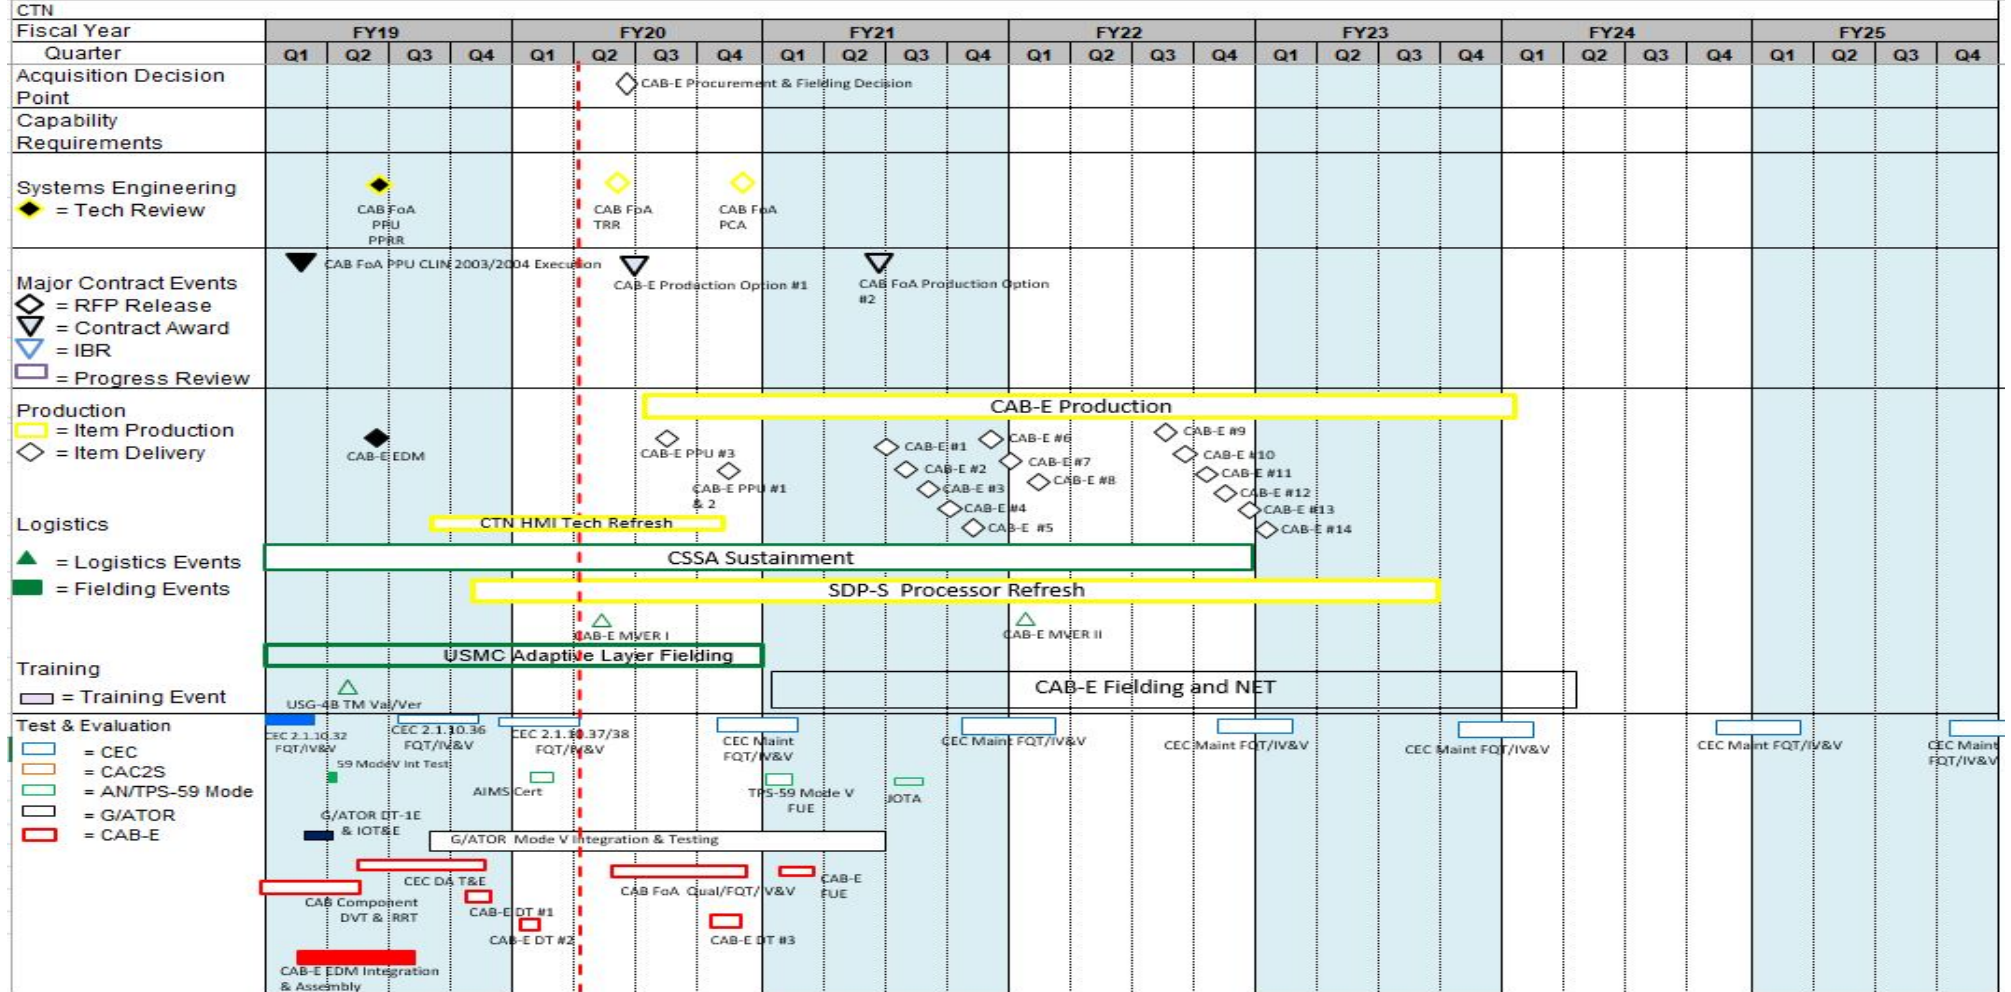 CTN
Fiscal Year FY19 FY20 FY21 FY22 FY23 FY24 FY25
Quarter Q1 Q2 Q3 Q4 Q1 Q2 Q3 Q4 Q1 Q2 Q3 Q4 Q1 Q2 Q3 Q4 Q1 Q2 Q3 Q4 Q1 Q2 Q3 Q4 Q1 Q2 Q3 Q4
Acquisition Decision
Point
CAB-E Procurement & Fielding Decision
Capability
Requirements
Systems Engineering
= Tech Review
CAB FoA
PPU
PPRR
CAB FoA
TRR
CAB FoA
PCA
Major Contract Events
= RFP Release
= Contract Award
= IBR
= Progress Review
CAB FoA PPU CLIN 2003/2004 Execution
CAB-E Production Option #1
CAB FoA Production Option
#2
Production
= Item Production
= Item Delivery
CAB-E Production
CAB-E EDM
CAB-E PPU #3
CAB-E PPU #1
& 2
CAB-E #1
CAB-E #2
CAB-E #3
CAB-E #4
CAB-E #5
CAB-E #6
CAB-E #7
CAB-E #8
CAB-E #9
CAB-E #10
CAB-E #11
CAB-E #12
CAB-E #13
CAB-E #14
Logistics
= Logistics Events
= Fielding Events
CTN HMI Tech Refresh
CSSA Sustainment
SDP-S Processor Refresh
CAB-E MVER I
CAB-E MVER II
USMC Adaptive Layer Fielding
Training
= Training Event
CAB-E Fielding and NET
USG-4B TM Val/Ver
Test & Evaluation
= CEC
= CAC2S
= AN/TPS-59 Mode
= G/ATOR
= CAB-E
CEC 2.1.10.32
FQT/IV&V
CEC 2.1.10.36
FQT/IV&V
CEC 2.1.10.37/38
FQT/IV&V
CEC Maint
FQT/IV&V
CEC Maint FQT/IV&V
CEC Maint FQT/IV&V
CEC Maint FQT/IV&V
CEC Maint FQT/IV&V
CEC Maint
FQT/IV&V
59 ModeV Int Test
AIMS Cert
TPS-59 Mode V
FUE
JOTA
G/ATOR DT-1E
& IOT&E
G/ATOR Mode V Integration & Testing
CEC DA T&E
CAB Component
DVT & RRT
CAB-E DT #1
CAB-E DT #2
CAB FoA Qual/FQT/IV&V
CAB-E
FUE
CAB-E DT #3
CAB-E EDM Integration
& Assembly